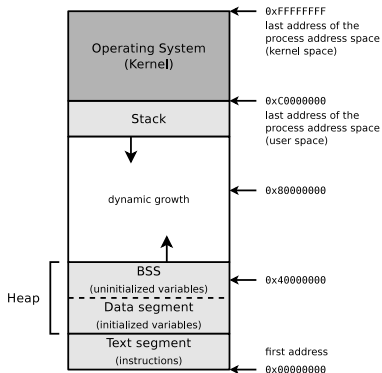 0xFFFFFFFF
last address of the
process address space
(kernel space)
Operating System
(Kernel)
0xC0000000
last address of the
process address space
(user space)
Stack
dynamic growth
0x80000000
BSS
(uninitialized variables)
0x40000000
Heap
Data segment
(initialized variables)
Text segment
(instructions)
first address
0x00000000